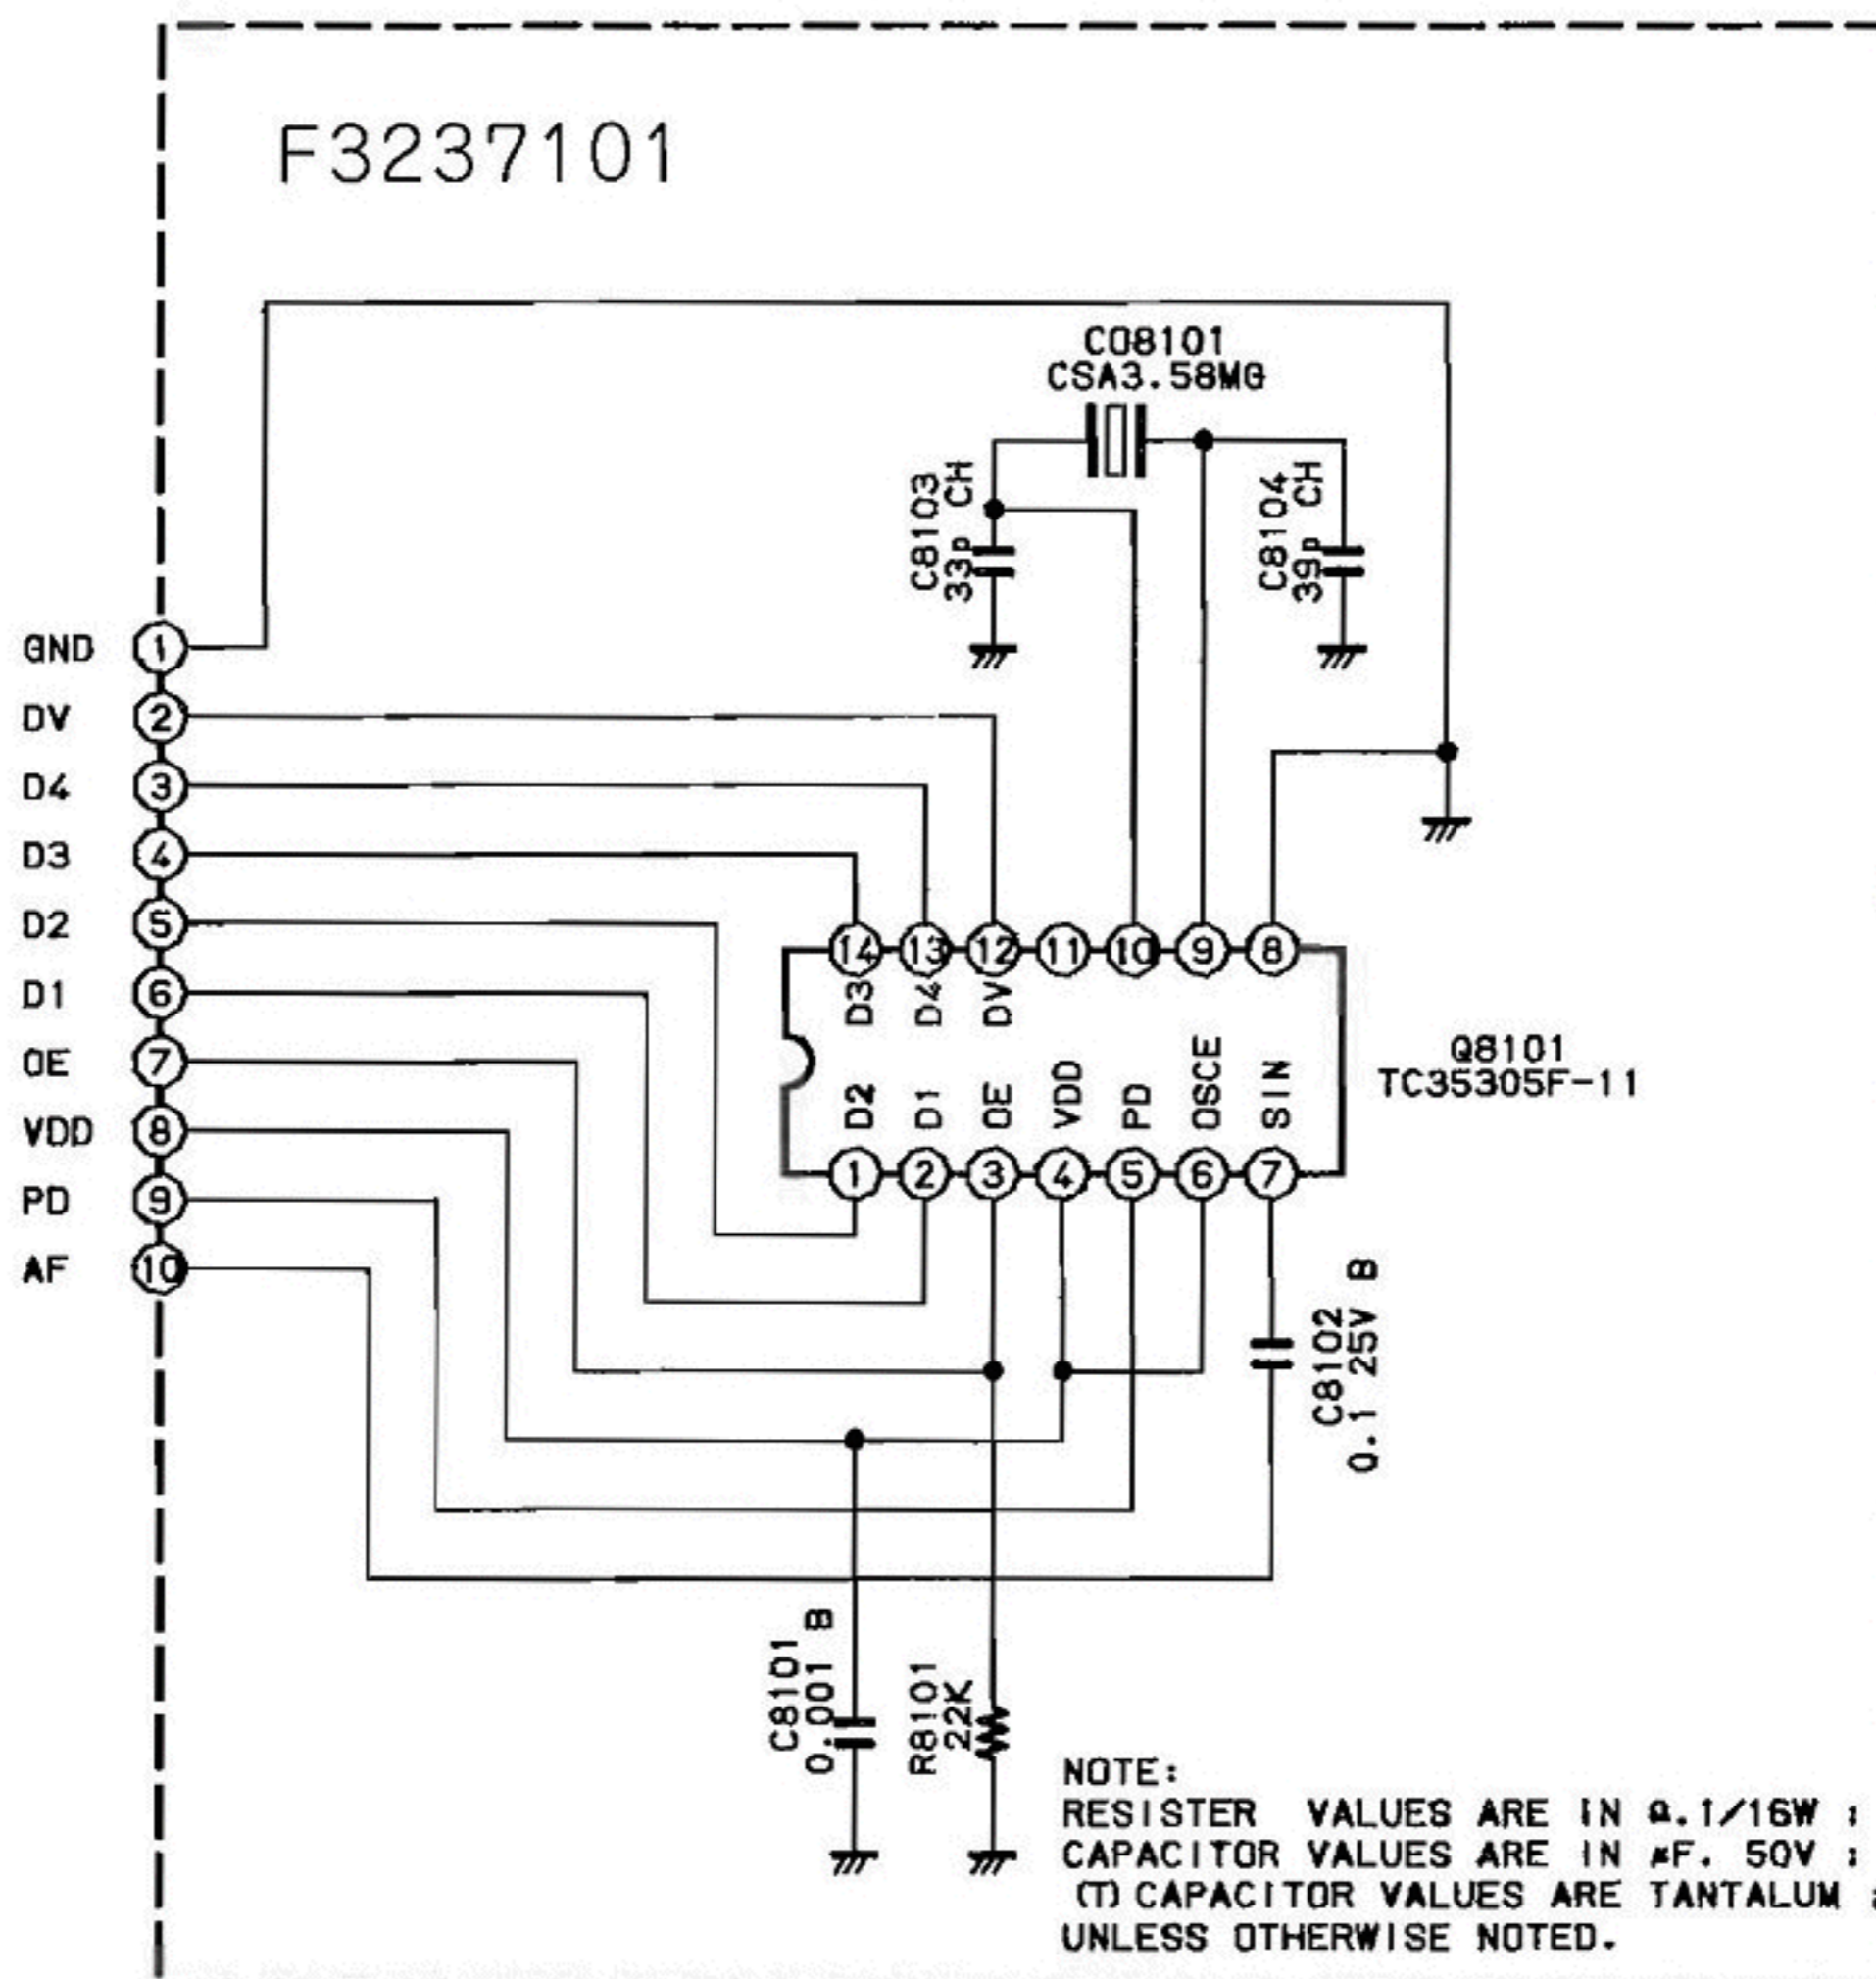 F3237101
CO8101
CSA3.58MG
C8103
33p CH
C8104
39p CH
GND 1
DV 2
D4 3
D3 4
D2 5
D1 6
OE 7
VDD 8
PD 9
AF 10
14 13 12 11 10 9 8
D3 D4 DV
Q8101
TC35305F-11
D2 D1 OE VDD PD OSCE SIN
1 2 3 4 5 6 7
C8102
0.1 25V B
C8101
0.001 B
R8101
22K
NOTE:
RESISTER VALUES ARE IN Ω.1/16W ;
CAPACITOR VALUES ARE IN μF. 50V ;
(T) CAPACITOR VALUES ARE TANTALUM ;
UNLESS OTHERWISE NOTED.